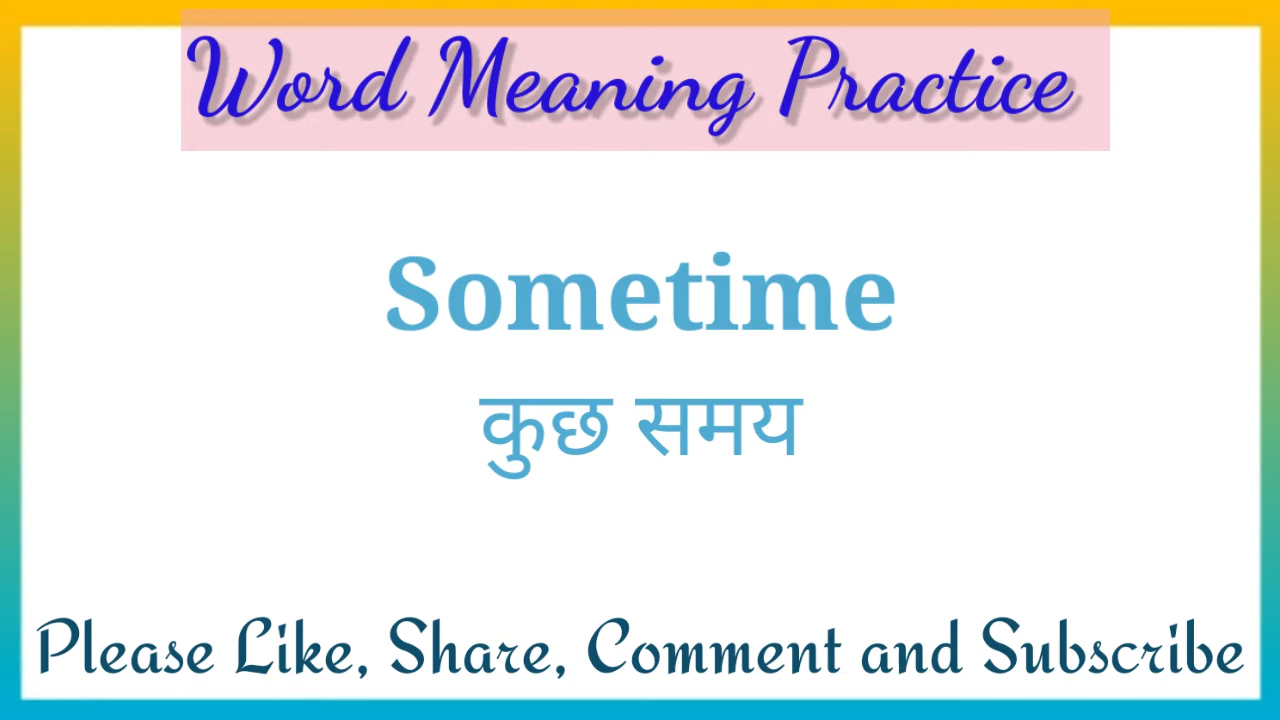 Word Meaning Practice
Sometime
कुछ समय
Please Like, Share, Comment and Subscribe